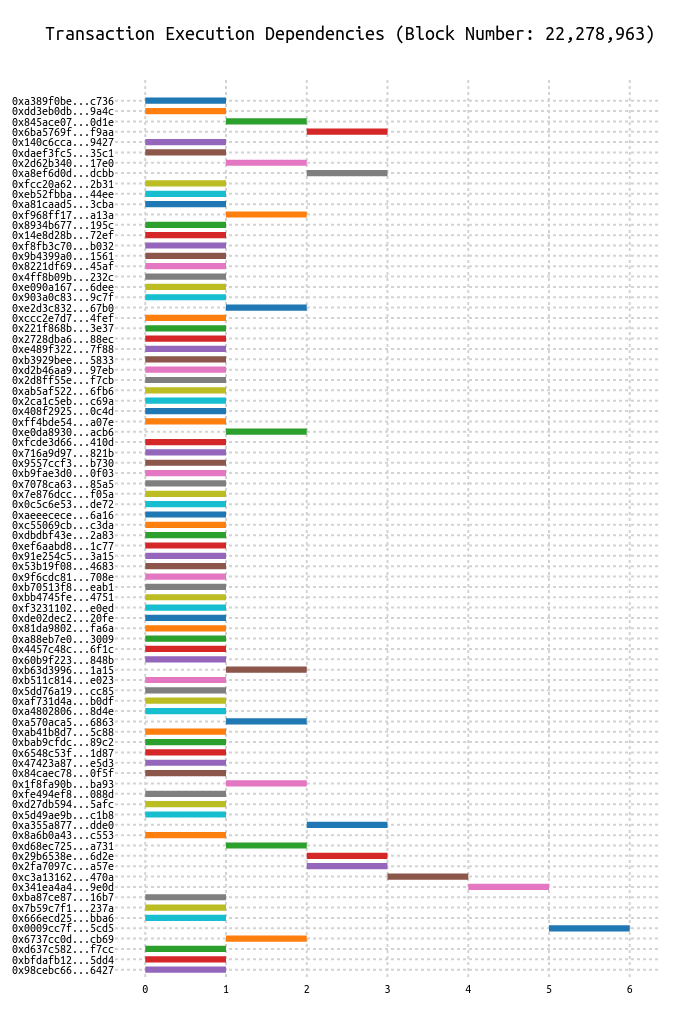 Transaction Execution Dependencies (Block Number: 22,278,963)
0xa389f0be...c736
0xdd3eb0db...9a4c
0x845ace07...0d1e
0x6ba5769f...f9aa
0x140c6cca...9427
0xdaef3fc5...35c1
0x2d62b340...17e0
0xa8ef6d0d...dcbb
0xfcc20a62...2b31
0xeb52fbba...44ee
0xa81caad5...3cba
0xf968ff17...a13a
0x8934b677...195c
0x14e8d28b...72ef
0xf8fb3c70...b032
0x9b4399a0...1561
0x8221df69...45af
0x4ff8b09b...232c
0xe090a167...6dee
0x903a0c83...9c7f
0xe2d3c832...67b0
0xccc2e7d7...4fef
0x221f868b...3e37
0x2728dba6...88ec
0xe489f322...7f88
0xb3929bee...5833
0xd2b46aa9...97eb
0x2d8ff55e...f7cb
0xab5af522...6fb6
0x2ca1c5eb...c69a
0x408f2925...0c4d
0xff4bde54...a07e
0xe0da8930...acb6
0xfcde3d66...410d
0x716a9d97...821b
0x9557ccf3...b730
0xb9fae3d0...0f03
0x7078ca63...85a5
0x7e876dcc...f05a
0x0c5c6e53...de72
0xaeeecece...6a16
0xc55069cb...c3da
0xdbdbf43e...2a83
0xef6aabd8...1c77
0x91e254c5...3a15
0x53b19f08...4683
0x9f6cdc81...708e
0xb70513f8...eab1
0xbb4745fe...4751
0xf3231102...e0ed
0xde02dec2...20fe
0x81da9802...fa6a
0xa88eb7e0...3009
0x4457c48c...6f1c
0x60b9f223...848b
0xb63d3996...1a15
0xb511c814...e023
0x5dd76a19...cc85
0xaf731d4a...b0df
0xa4802806...8d4e
0xa570aca5...6863
0xab41b8d7...5c88
0xbab9cfdc...89c2
0x6548c53f...1d87
0x47423a87...e5d3
0x84caec78...0f5f
0x1f8fa90b...ba93
0xfe494ef8...088d
0xd27db594...5afc
0x5d49ae9b...c1b8
0xa355a877...dde0
0x8a6b0a43...c553
0xd68ec725...a731
0x29b6538e...6d2e
0x2fa7097c...a57e
0xc3a13162...470a
0x341ea4a4...9e0d
0xba87ce87...16b7
0x7b59c7f1...237a
0x666ecd25...bba6
0x0009cc7f...5cd5
0x6737cc0d...cb69
0xd637c582...f7cc
0xbfdafb12...5dd4
0x98cebc66...6427
0 1 2 3 4 5 6